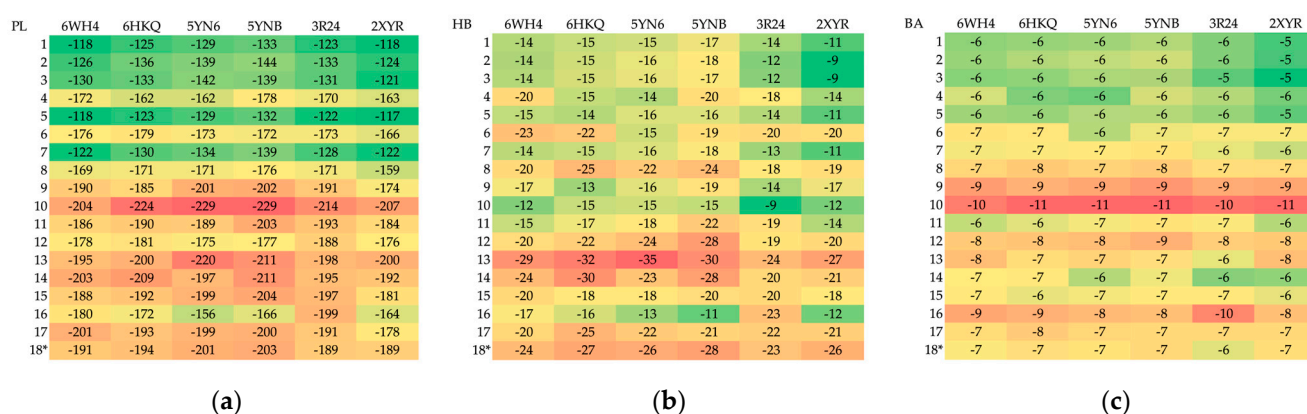 PL 6WH4 6HKQ 5YN6 5YNB 3R24 2XYR HB 6WH4 6HKQ 5YN6 5YNB 3R24 2XYR BA 6WH4 6HKQ 5YN6 5YNB 3R24 2XYR
1 -118 -125 -129 -133 -123 -118 1 -14 -15 -15 -17 -14 -11 1 -6 -6 -6 -6 -6 -5
2 -126 -136 -139 -144 -133 -124 2 -14 -15 -16 -18 -12 -9 2 -6 -6 -6 -6 -6 -5
3 -130 -133 -142 -139 -131 -121 3 -14 -15 -16 -17 -12 -9 3 -6 -6 -6 -6 -5 -5
4 -172 -162 -162 -178 -170 -163 4 -20 -15 -14 -20 -18 -14 4 -6 -6 -6 -6 -6 -6
5 -118 -123 -129 -132 -122 -117 5 -15 -14 -16 -16 -14 -11 5 -6 -6 -6 -6 -6 -5
6 -176 -179 -173 -172 -173 -166 6 -23 -22 -15 -19 -20 -20 6 -7 -7 -6 -7 -7 -7
7 -122 -130 -134 -139 -128 -122 7 -14 -15 -16 -18 -13 -11 7 -7 -7 -7 -7 -6 -6
8 -169 -171 -171 -176 -171 -159 8 -20 -25 -22 -24 -18 -19 8 -7 -8 -7 -8 -7 -7
9 -190 -185 -201 -202 -191 -174 9 -17 -13 -16 -19 -14 -17 9 -9 -9 -9 -9 -9 -9
10 -204 -224 -229 -229 -214 -207 10 -12 -15 -15 -15 -9 -12 10 -10 -11 -11 -11 -10 -11
11 -186 -190 -189 -203 -193 -184 11 -15 -17 -18 -22 -19 -14 11 -6 -6 -7 -7 -7 -6
12 -178 -181 -175 -177 -188 -176 12 -20 -22 -24 -28 -19 -20 12 -8 -8 -8 -9 -8 -8
13 -195 -200 -220 -211 -198 -200 13 -29 -32 -35 -30 -24 -27 13 -8 -7 -7 -7 -6 -8
14 -203 -209 -197 -211 -195 -192 14 -24 -30 -23 -28 -20 -21 14 -7 -7 -6 -7 -6 -6
15 -188 -192 -199 -204 -197 -181 15 -20 -18 -18 -20 -20 -18 15 -7 -6 -7 -7 -7 -6
16 -180 -172 -156 -166 -199 -164 16 -17 -16 -13 -11 -23 -12 16 -9 -9 -8 -8 -10 -8
17 -201 -193 -199 -200 -191 -178 17 -20 -25 -22 -21 -22 -21 17 -7 -8 -7 -7 -7 -7
18* -191 -194 -201 -203 -189 -189 18* -24 -27 -26 -28 -23 -26 18* -7 -7 -7 -7 -6 -7
(a) (b) (c)